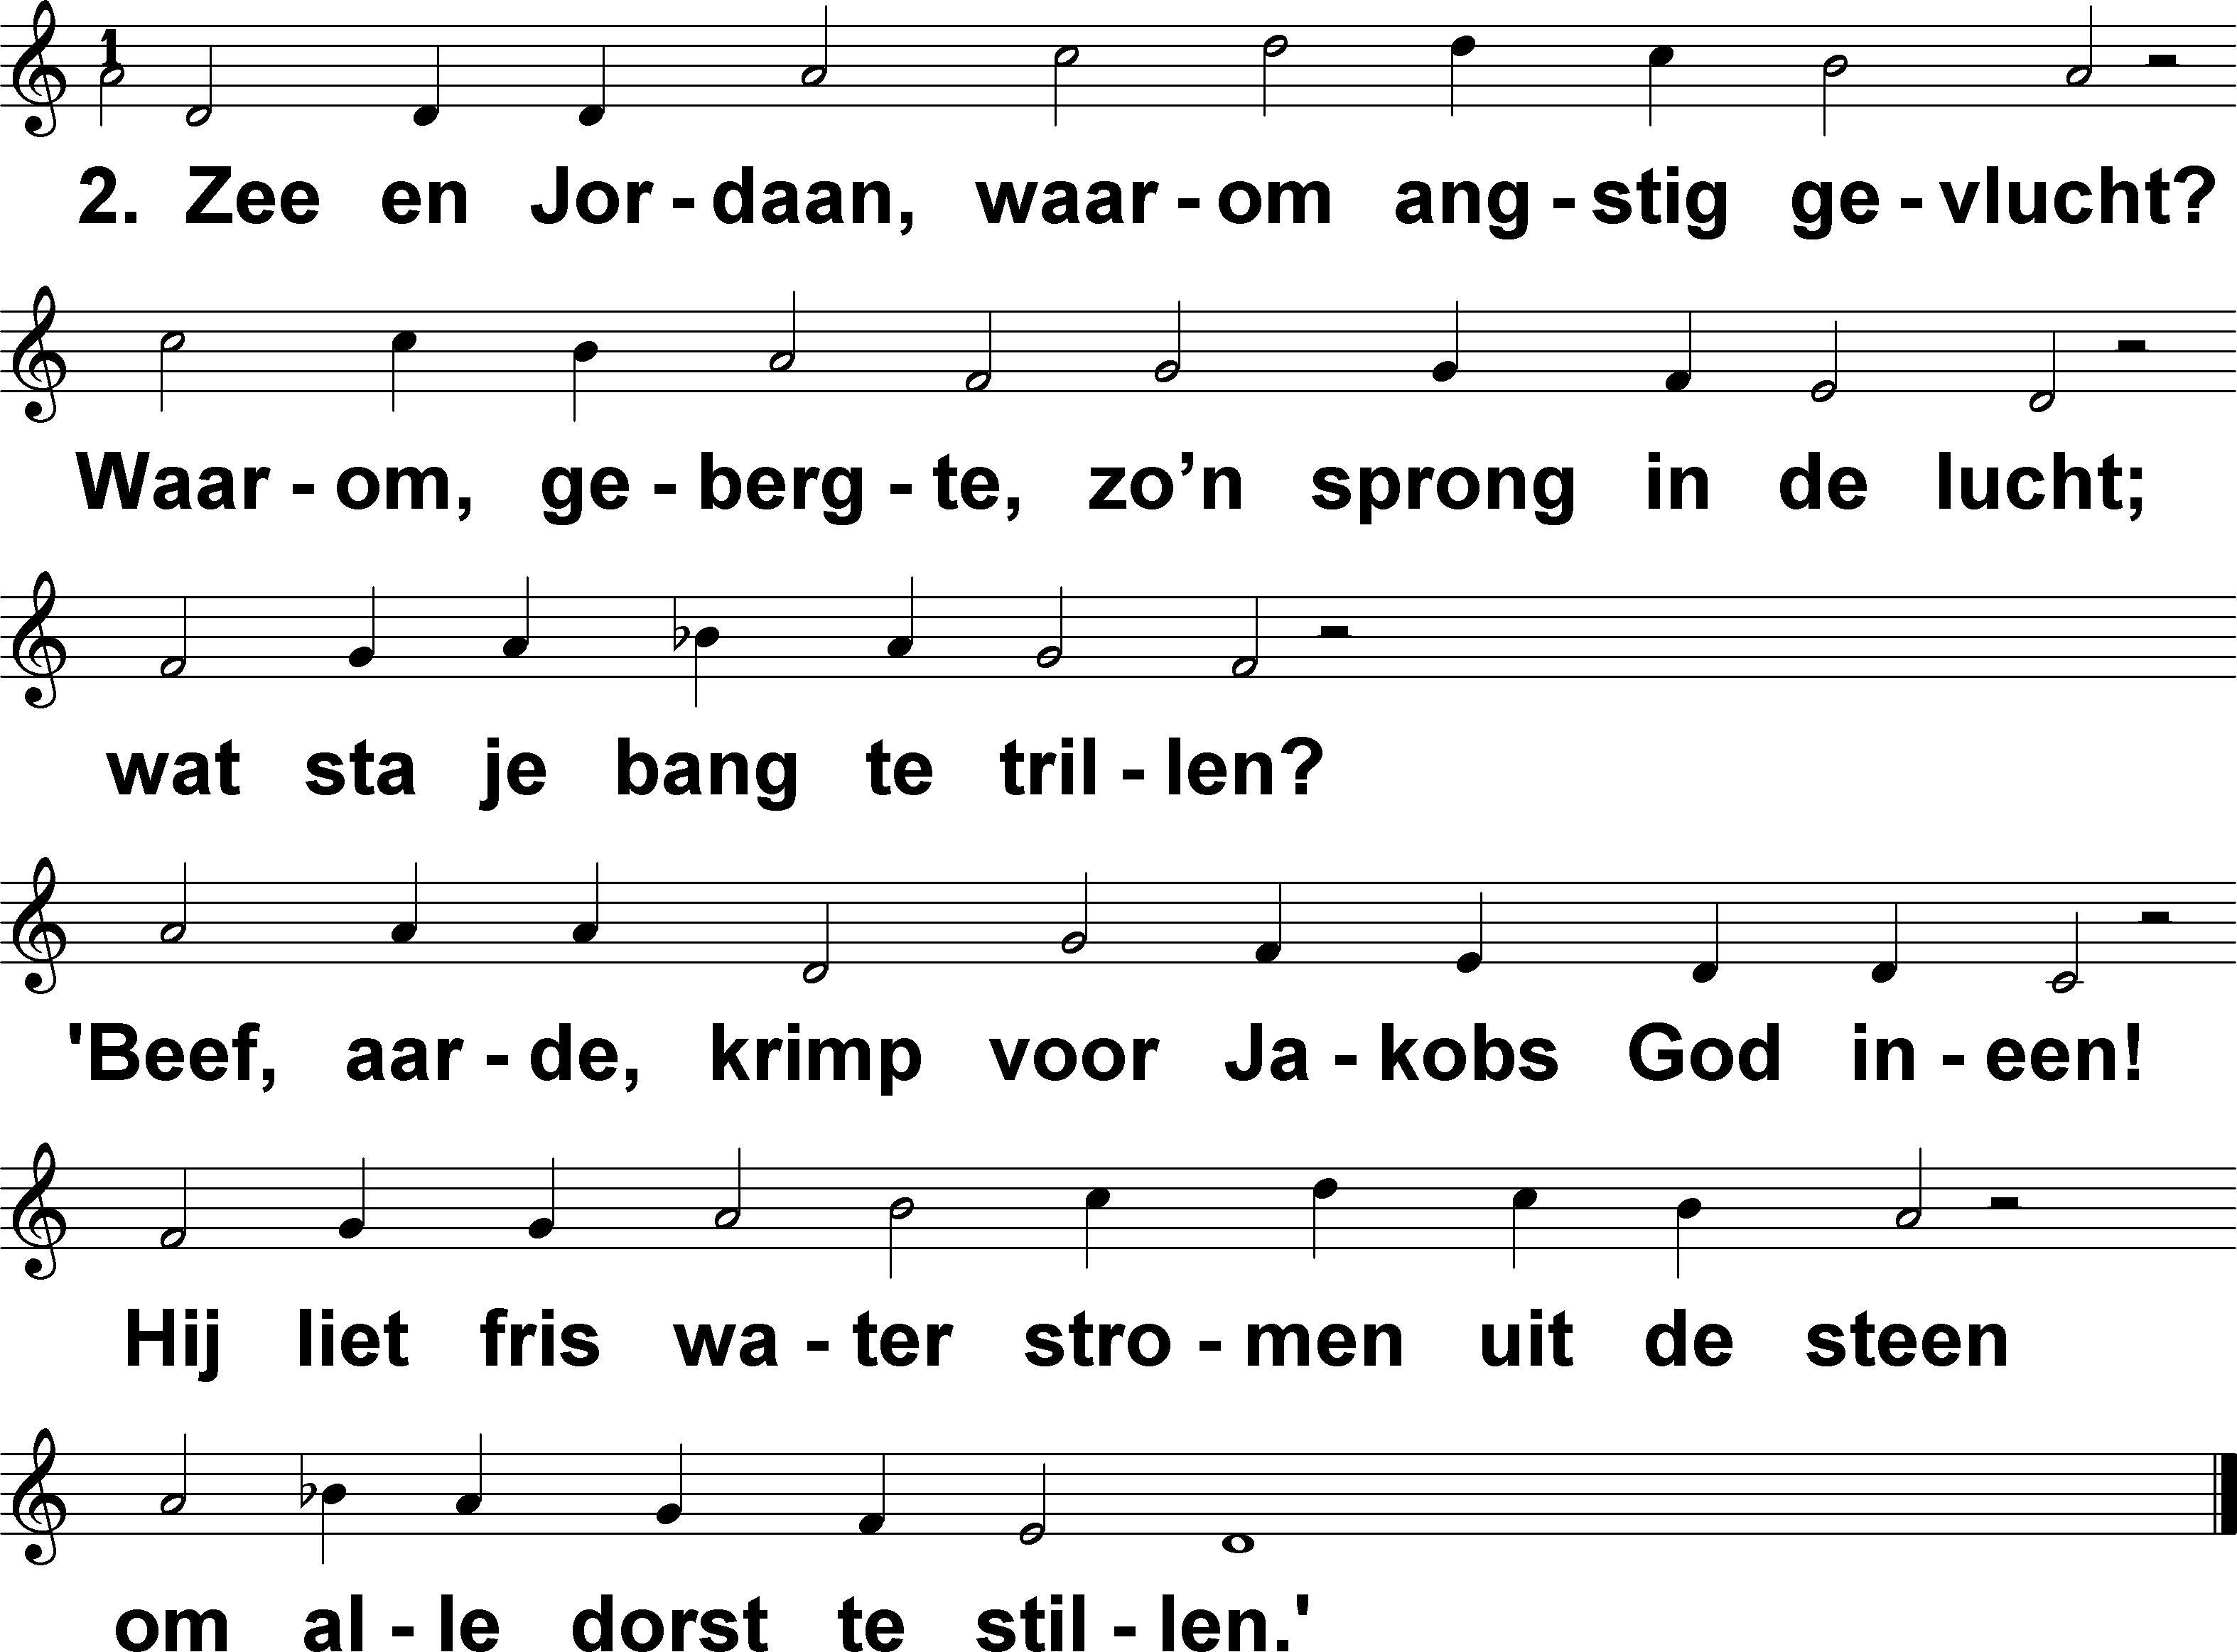 1
2. Zee en Jor - daan, waar - om ang - stig ge - vlucht?
Waar - om, ge - berg - te, zo’n sprong in de lucht;
wat sta je bang te tril - len?
'Beef, aar - de, krimp voor Ja - kobs God in - een!
Hij liet fris wa - ter stro - men uit de steen
om al - le dorst te stil - len.'